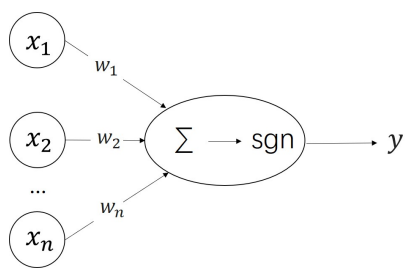 x₁
w₁
x₂ w₂ Σ → sgn → y
...
wₙ
xₙ